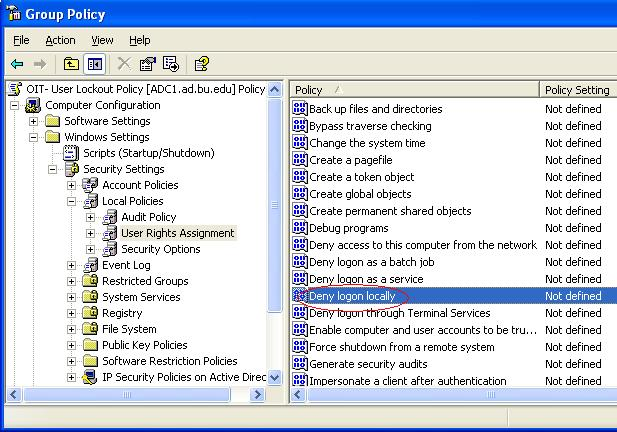 Group Policy
File Action View Help
OIT- User Lockout Policy [ADC1.ad.bu.edu] Policy
Computer Configuration
Software Settings
Windows Settings
Scripts (Startup/Shutdown)
Security Settings
Account Policies
Local Policies
Audit Policy
User Rights Assignment
Security Options
Event Log
Restricted Groups
System Services
Registry
File System
Public Key Policies
Software Restriction Policies
IP Security Policies on Active Direc
Policy Policy Setting
Back up files and directories Not defined
Bypass traverse checking Not defined
Change the system time Not defined
Create a pagefile Not defined
Create a token object Not defined
Create global objects Not defined
Create permanent shared objects Not defined
Debug programs Not defined
Deny access to this computer from the network Not defined
Deny logon as a batch job Not defined
Deny logon as a service Not defined
Deny logon locally Not defined
Deny logon through Terminal Services Not defined
Enable computer and user accounts to be tru... Not defined
Force shutdown from a remote system Not defined
Generate security audits Not defined
Impersonate a client after authentication Not defined